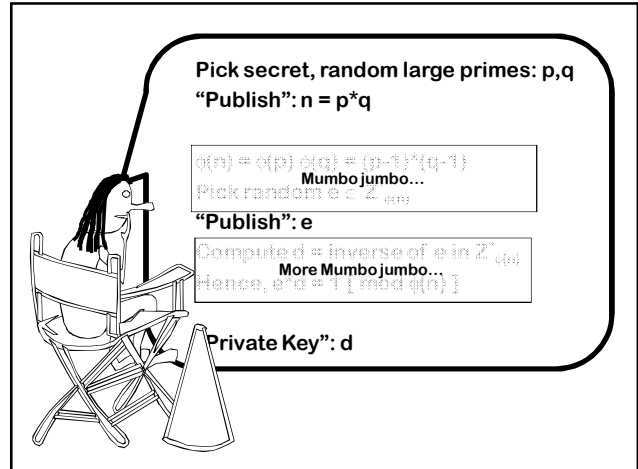 Pick secret, random large primes: p,q
“Publish”: n = p*q
ϕ(n) = ϕ(p) ϕ(q) = (p-1)*(q-1)
Mumbo jumbo…
Pick random e ∈ Z*ϕ(n)
“Publish”: e
Compute d = inverse of e in Z*ϕ(n)
More Mumbo jumbo…
Hence, e*d = 1 [ mod ϕ(n) ]
Private Key”: d